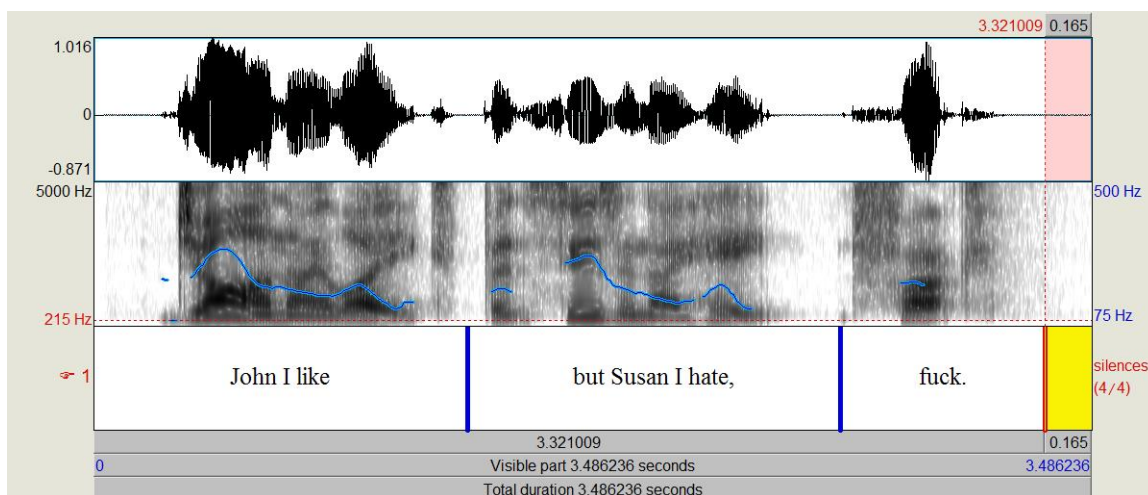 3.321009 0.165
1.016
0
-0.871
5000 Hz 500 Hz
215 Hz 75 Hz
☞ 1 John I like but Susan I hate, fuck. silences
(4/4)
3.321009 0.165
0 Visible part 3.486236 seconds 3.486236
Total duration 3.486236 seconds